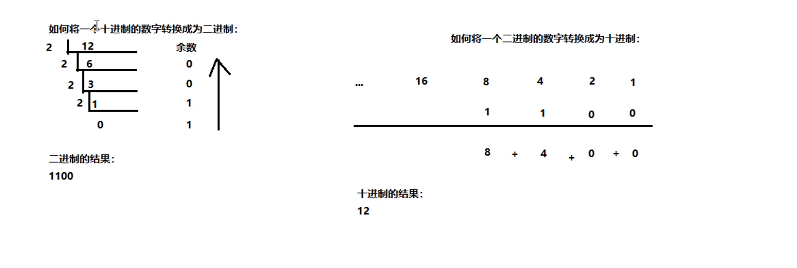 如何将一个十进制的数字转换成为二进制：
2 12 余数
2 6 0
2 3 0
2 1 1
0 1
二进制的结果：
1100
如何将一个二进制的数字转换成为十进制：
... 16 8 4 2 1
1 1 0 0
8 + 4 + 0 + 0
十进制的结果：
12